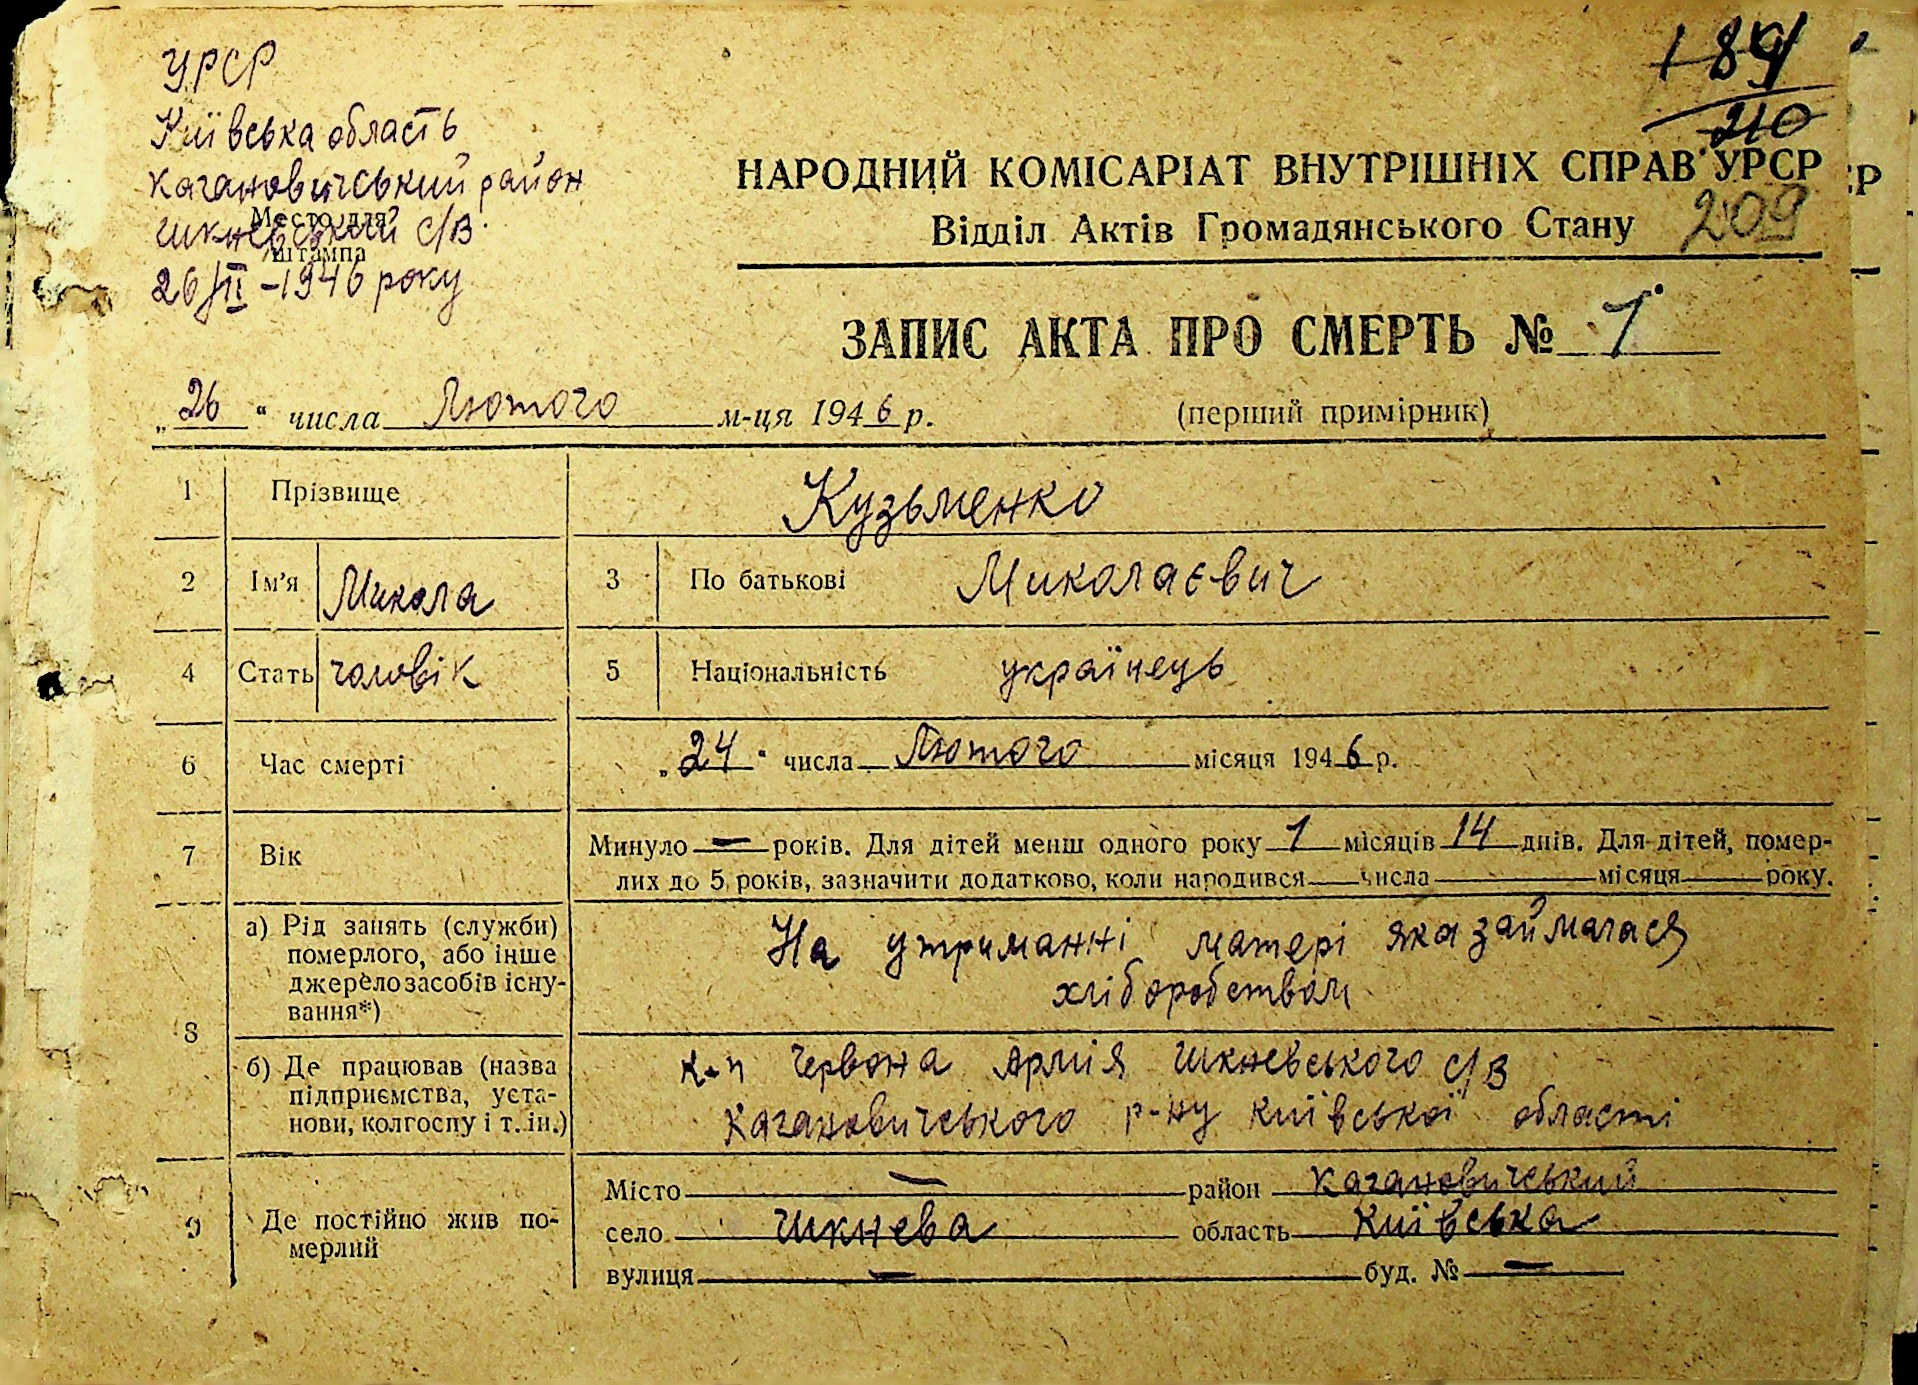 УРСР
Київська область
Кагановичський район
Шкневський С/В.
Место для
штампа
26/II - 1946 року
189
210
НАРОДНИЙ КОМІСАРІАТ ВНУТРІШНІХ СПРАВ УРСР
Відділ Актів Громадянського Стану
209
ЗАПИС АКТА ПРО СМЕРТЬ № 1
„26“ числа Лютого м-ця 1946 р. (перший примірник)
1 Прізвище Кузьменко
2 Ім'я Микола 3 По батькові Миколаєвич
4 Стать чоловік 5 Національність українець
6 Час смерті „24“ числа Лютого місяця 1946 р.
7 Вік Минуло — років. Для дітей менш одного року 1 місяців 14 днів. Для дітей, помер-
лих до 5 років, зазначити додатково, коли народився числа місяця року.
8 а) Рід занять (служби)
померлого, або інше
джерело засобів існу-
вання*)
На утриманні матері яка займалася
хліборобством
б) Де працював (назва
підприємства, уста-
нови, колгоспу і т. ін.)
к-п Червона Армія Шкневського С/В
Кагановичського р-ну Київської області
9 Де постійно жив по-
мерлий
Місто — район Кагановичський
село Шкнева область Київська
вулиця — буд. № —